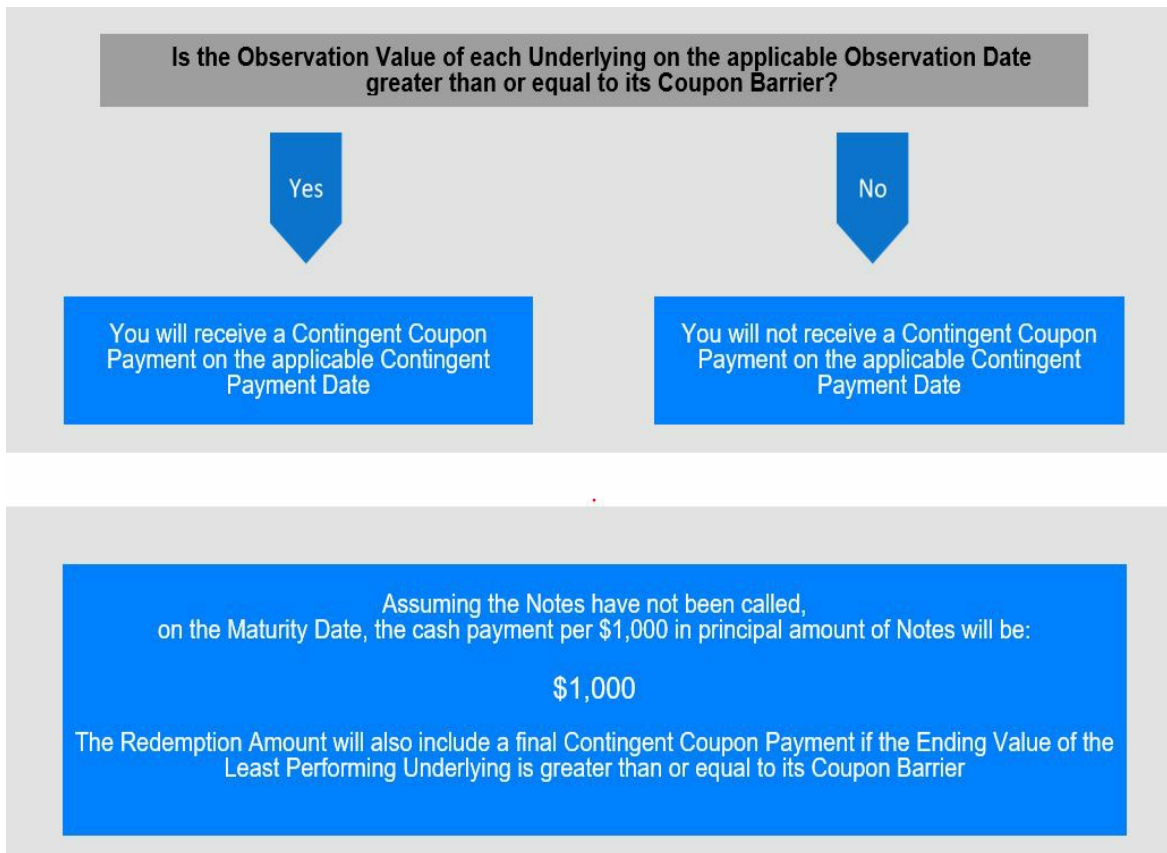 Is the Observation Value of each Underlying on the applicable Observation Date
greater than or equal to its Coupon Barrier?
Yes
No
You will receive a Contingent Coupon
Payment on the applicable Contingent
Payment Date
You will not receive a Contingent Coupon
Payment on the applicable Contingent
Payment Date
Assuming the Notes have not been called,
on the Maturity Date, the cash payment per $1,000 in principal amount of Notes will be:
$1,000
The Redemption Amount will also include a final Contingent Coupon Payment if the Ending Value of the
Least Performing Underlying is greater than or equal to its Coupon Barrier